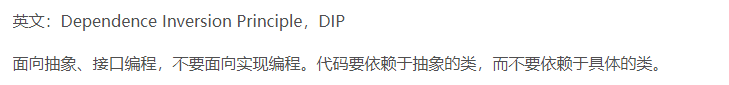 英文：Dependence Inversion Principle，DIP
面向抽象、接口编程，不要面向实现编程。代码要依赖于抽象的类，而不要依赖于具体的类。